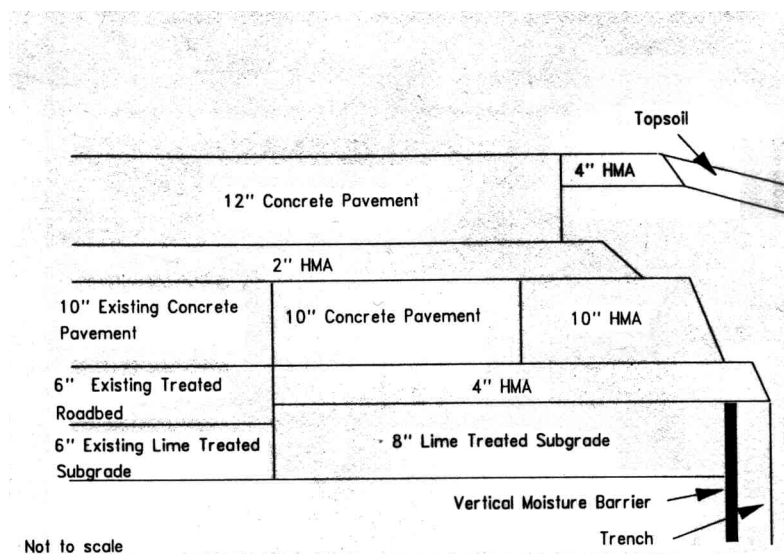 Topsoil
4" HMA
12" Concrete Pavement
2" HMA
10" Existing Concrete
Pavement
10" Concrete Pavement
10" HMA
6" Existing Treated
Roadbed
4" HMA
6" Existing Lime Treated
Subgrade
8" Lime Treated Subgrade
Vertical Moisture Barrier
Trench
Not to scale